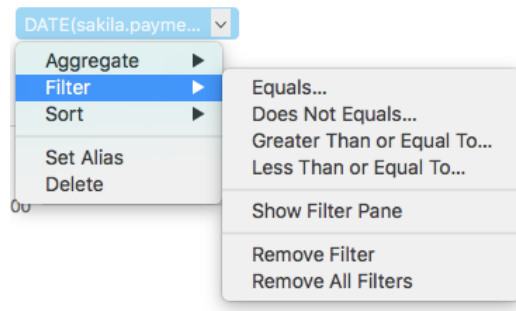 DATE(sakila.payme...
Aggregate
Filter
Sort
Set Alias
Delete
00
Equals...
Does Not Equals...
Greater Than or Equal To...
Less Than or Equal To...
Show Filter Pane
Remove Filter
Remove All Filters